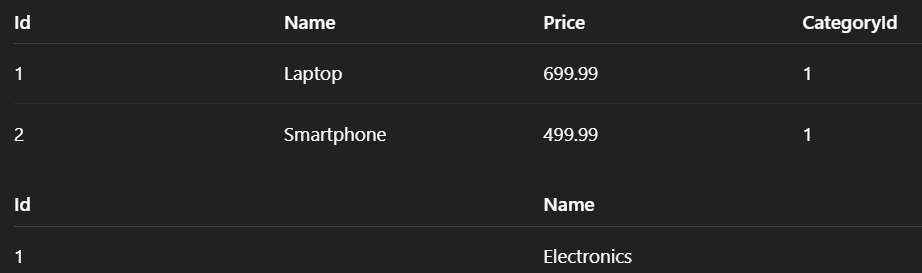 Id Name Price CategoryId
1 Laptop 699.99 1
2 Smartphone 499.99 1
Id Name
1 Electronics